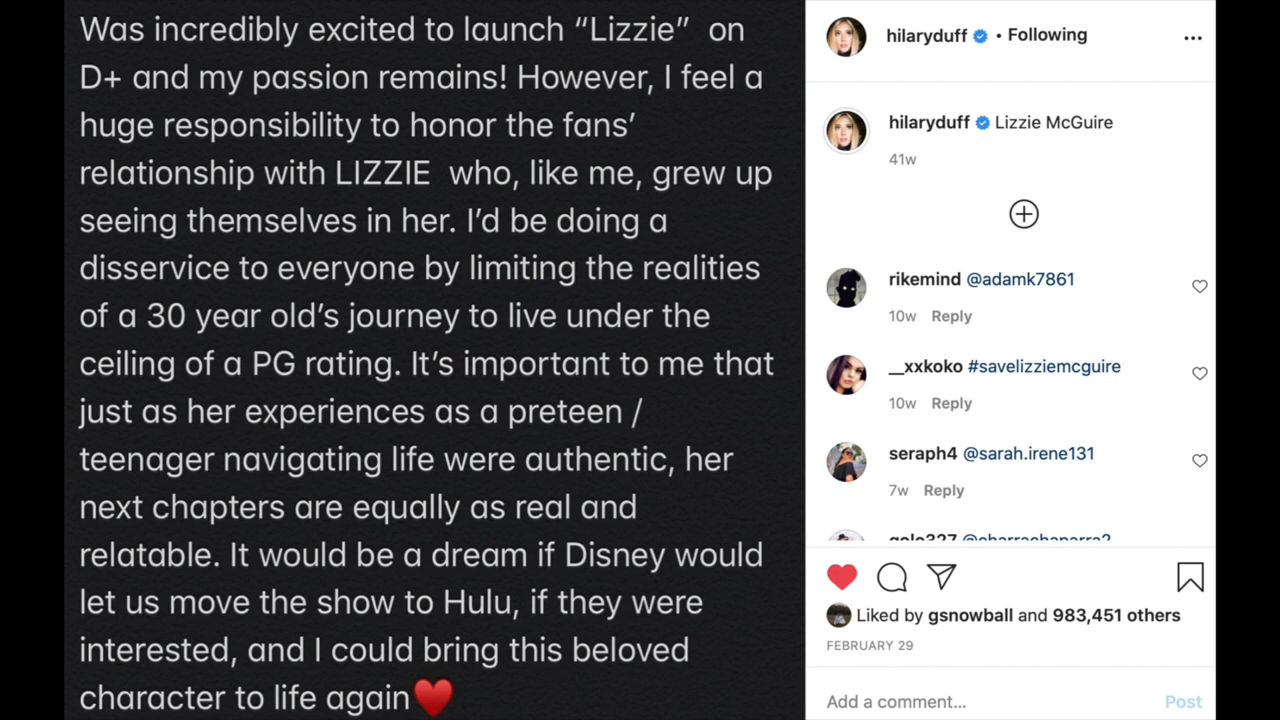 Was incredibly excited to launch “Lizzie”  on
D+ and my passion remains! However, I feel a
huge responsibility to honor the fans’
relationship with LIZZIE  who, like me, grew up
seeing themselves in her. I’d be doing a
disservice to everyone by limiting the realities
of a 30 year old’s journey to live under the
ceiling of a PG rating. It’s important to me that
just as her experiences as a preteen /
teenager navigating life were authentic, her
next chapters are equally as real and
relatable. It would be a dream if Disney would
let us move the show to Hulu, if they were
interested, and I could bring this beloved
character to life again♥️
hilaryduff • Following
hilaryduff Lizzie McGuire
41w
rikemind @adamk7861
10w Reply
__xxkoko #savelizziemcguire
10w Reply
seraph4 @sarah.irene131
7w Reply
Liked by gsnowball and 983,451 others
FEBRUARY 29
Add a comment... Post